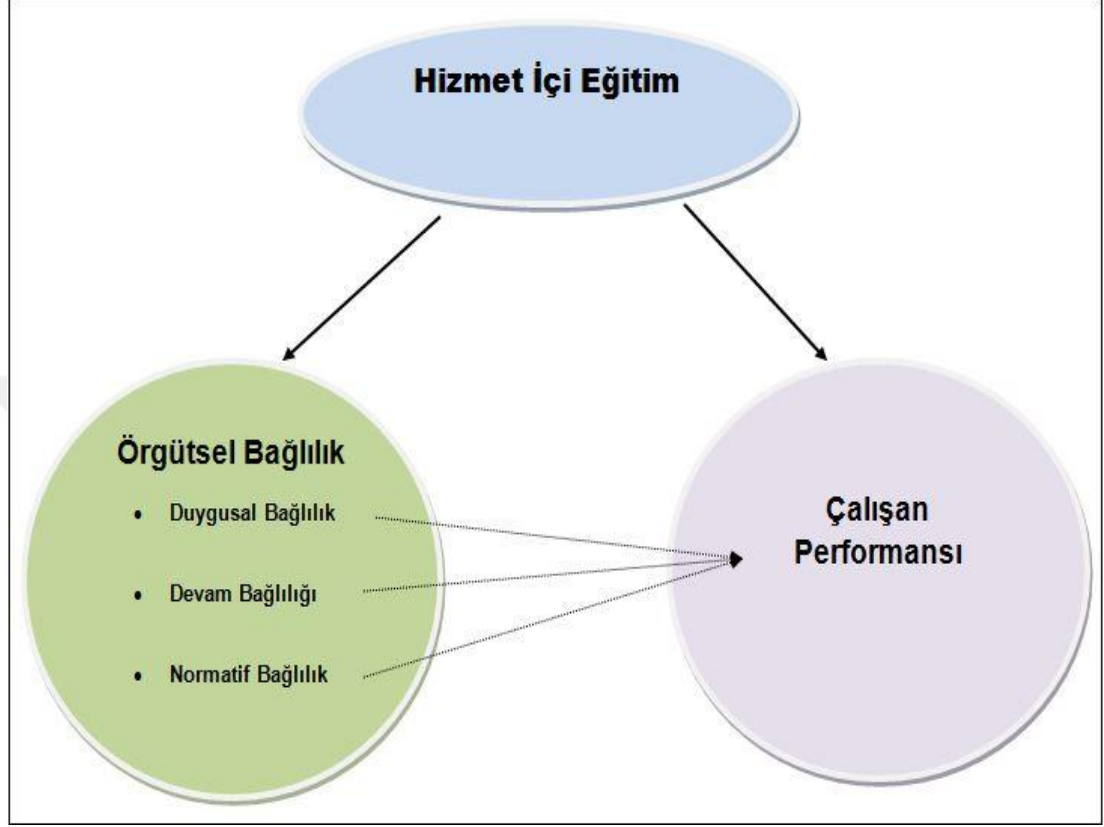 Hizmet İçi Eğitim
Örgütsel Bağlılık
• Duygusal Bağlılık
• Devam Bağlılığı
• Normatif Bağlılık
Çalışan
Performansı